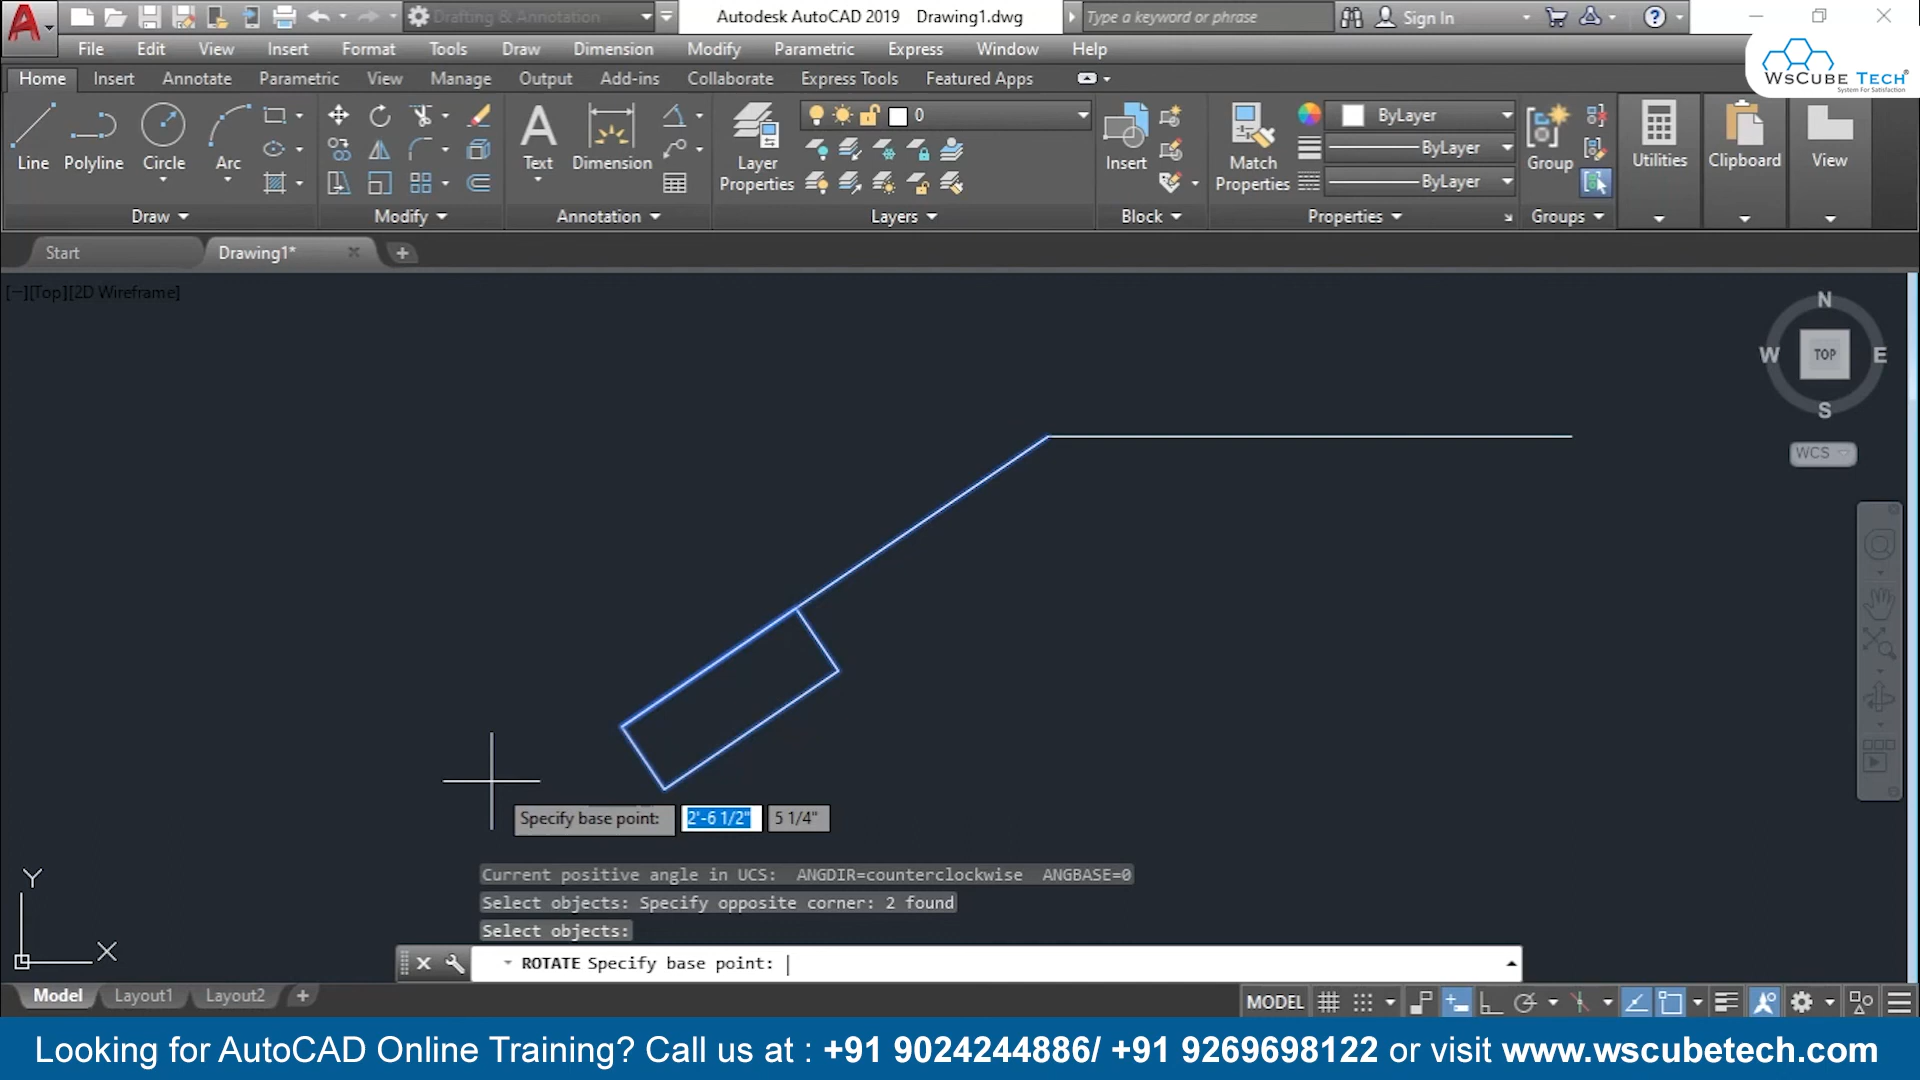 Drafting & Annotation
Autodesk AutoCAD 2019 Drawing1.dwg
Type a keyword or phrase
Sign In
File Edit View Insert Format Tools Draw Dimension Modify Parametric Express Window Help
WsCube Tech®
System For Satisfaction
Home Insert Annotate Parametric View Manage Output Add-ins Collaborate Express Tools Featured Apps
0
ByLayer
ByLayer
ByLayer
Line Polyline Circle Arc Text Dimension Layer Properties Insert Match Properties Group Utilities Clipboard View
Draw Modify Annotation Layers Block Properties Groups
Start Drawing1*
[−][Top][2D Wireframe]
N
W TOP E
S
WCS
Specify base point: 2'-6 1/2" 5 1/4"
Current positive angle in UCS: ANGDIR=counterclockwise ANGBASE=0
Select objects: Specify opposite corner: 2 found
Select objects:
ROTATE Specify base point:
Y
X
Model Layout1 Layout2 +
MODEL
Looking for AutoCAD Online Training? Call us at : +91 9024244886/ +91 9269698122 or visit www.wscubetech.com